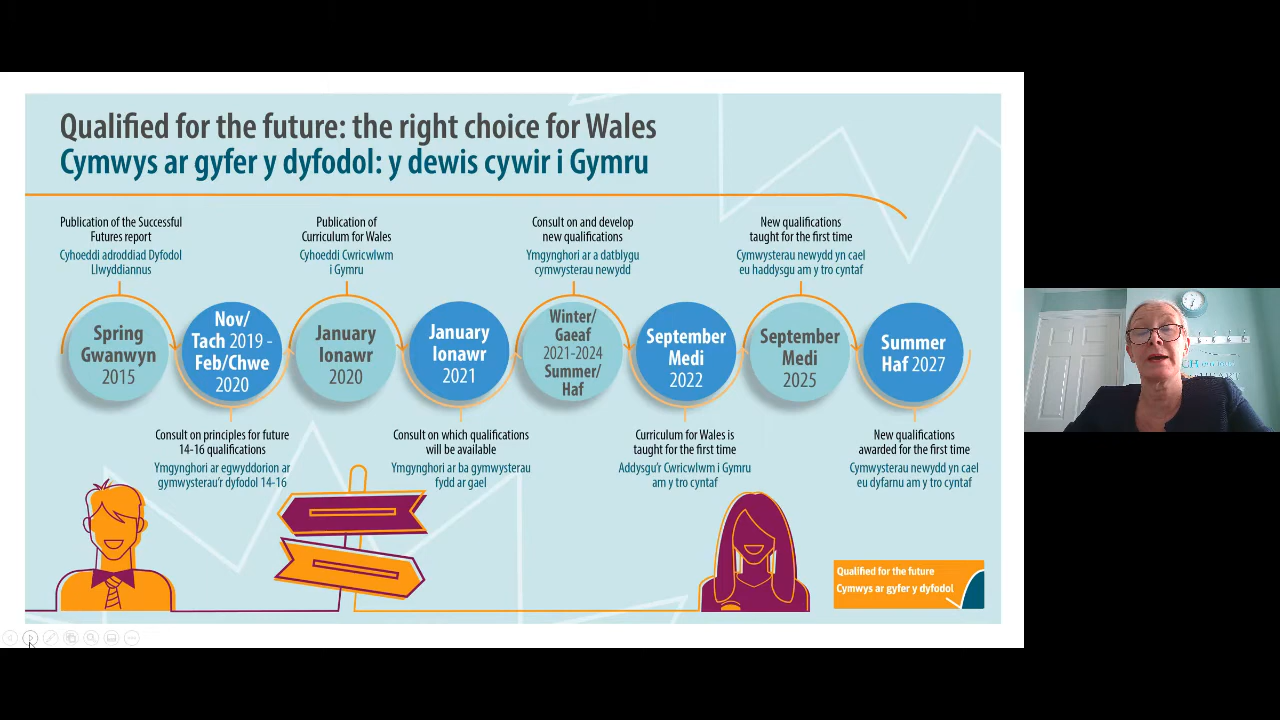 Qualified for the future: the right choice for Wales
Cymwys ar gyfer y dyfodol: y dewis cywir i Gymru
Publication of the Successful
Futures report
Cyhoeddi adroddiad Dyfodol
Llwyddiannus
Publication of
Curriculum for Wales
Cyhoeddi Cwricwlwm
i Gymru
Consult on and develop
new qualifications
Ymgynghori ar a datblygu
cymwysterau newydd
New qualifications
taught for the first time
Cymwysterau newydd yn cael
eu haddysgu am y tro cyntaf
Spring
Gwanwyn
2015
Nov/
Tach 2019 -
Feb/Chwe
2020
January
Ionawr
2020
January
Ionawr
2021
Winter/
Gaeaf
2021-2024
Summer/
Haf
September
Medi
2022
September
Medi
2025
Summer
Haf 2027
Consult on principles for future
14-16 qualifications
Ymgynghori ar egwyddorion ar
gymwysterau'r dyfodol 14-16
Consult on which qualifications
will be available
Ymgynghori ar ba gymwysterau
fydd ar gael
Curriculum for Wales is
taught for the first time
Addysgu'r Cwricwlwm i Gymru
am y tro cyntaf
New qualifications
awarded for the first time
Cymwysterau newydd yn cael
eu dyfarnu am y tro cyntaf
Qualified for the future
Cymwys ar gyfer y dyfodol